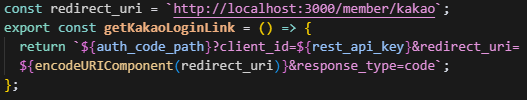 const redirect_uri = `http://localhost:3000/member/kakao`;
export const getKakaoLoginLink = () => {
  return `${auth_code_path}?client_id=${rest_api_key}&redirect_uri=
  ${encodeURIComponent(redirect_uri)}&response_type=code`;
};